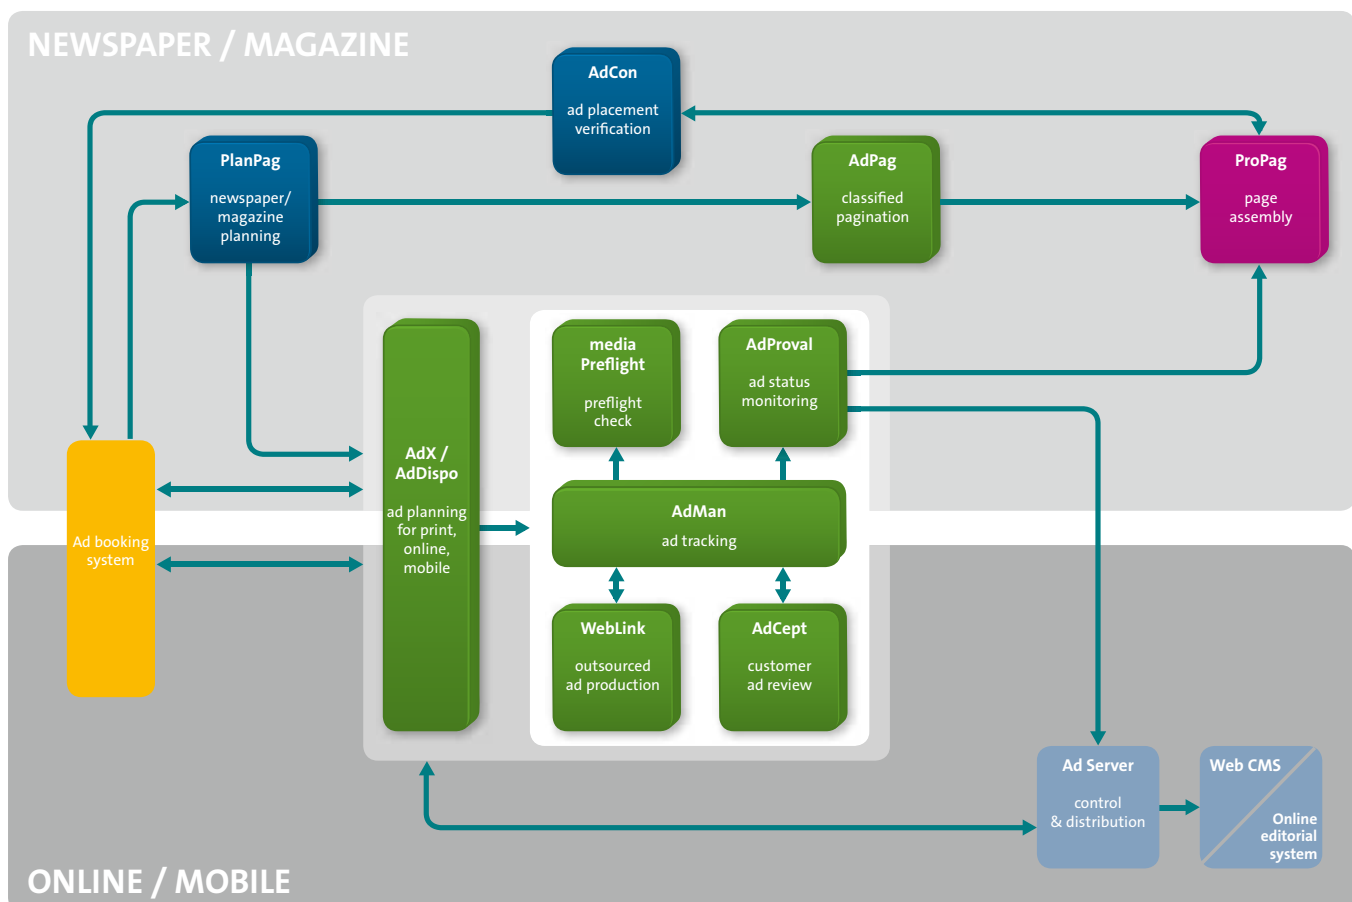 NEWSPAPER / MAGAZINE
AdCon
ad placement
verification
PlanPag
newspaper/
magazine
planning
AdPag
classified
pagination
ProPag
page
assembly
media
Preflight
preflight
check
AdProval
ad status
monitoring
AdX /
AdDispo
ad planning
for print,
online,
mobile
AdMan
ad tracking
Ad booking
system
WebLink
outsourced
ad production
AdCept
customer
ad review
Ad Server
control
& distribution
Web CMS
Online
editorial
system
ONLINE / MOBILE